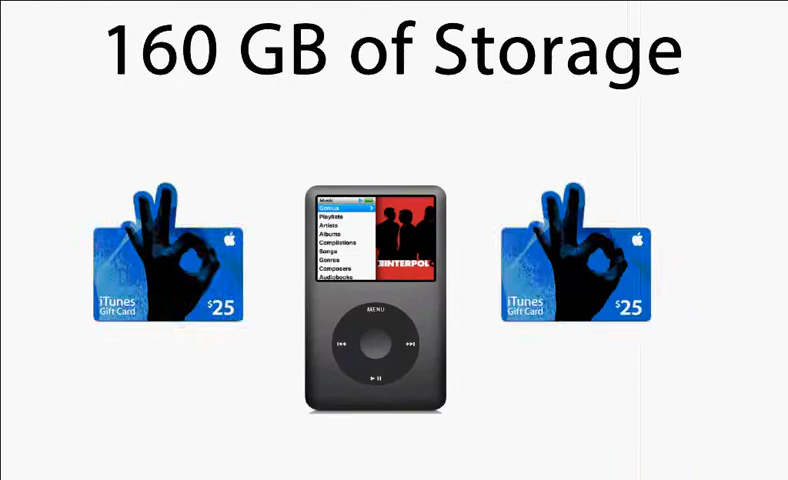 160 GB of Storage
Music
Genius
Playlists
Artists
Albums
Compilations
Songs
Genres
Composers
Audiobooks
INTERPOL
MENU
iTunes
Gift Card
$25
iTunes
Gift Card
$25